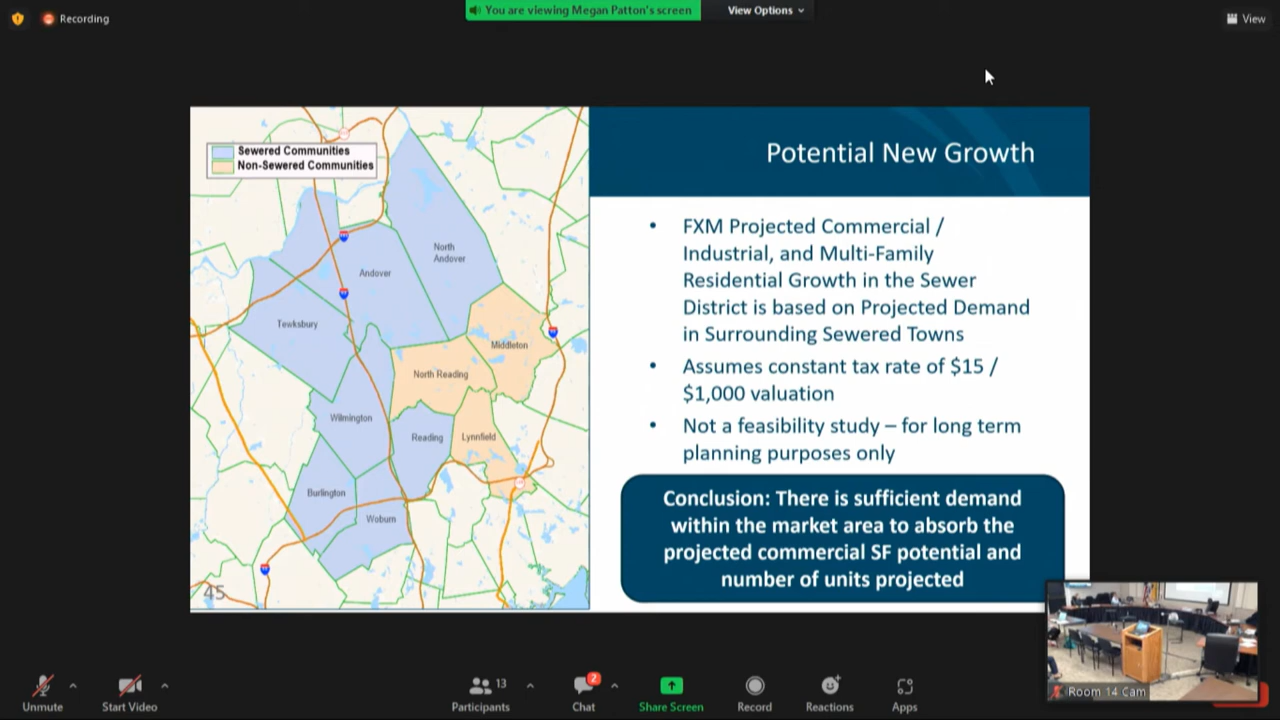 You are viewing Megan Patton's screen
View Options
Recording
View
Sewered Communities
Non-Sewered Communities
North
Andover
Andover
Tewksbury
Middleton
North Reading
Wilmington
Reading
Lynnfield
Burlington
Woburn
45
Potential New Growth
• FXM Projected Commercial /
Industrial, and Multi-Family
Residential Growth in the Sewer
District is based on Projected Demand
in Surrounding Sewered Towns
• Assumes constant tax rate of $15 /
$1,000 valuation
• Not a feasibility study – for long term
planning purposes only
Conclusion: There is sufficient demand
within the market area to absorb the
projected commercial SF potential and
number of units projected
Room 14 Cam
Unmute
Start Video
13
Participants
2
Chat
Share Screen
Record
Reactions
Apps